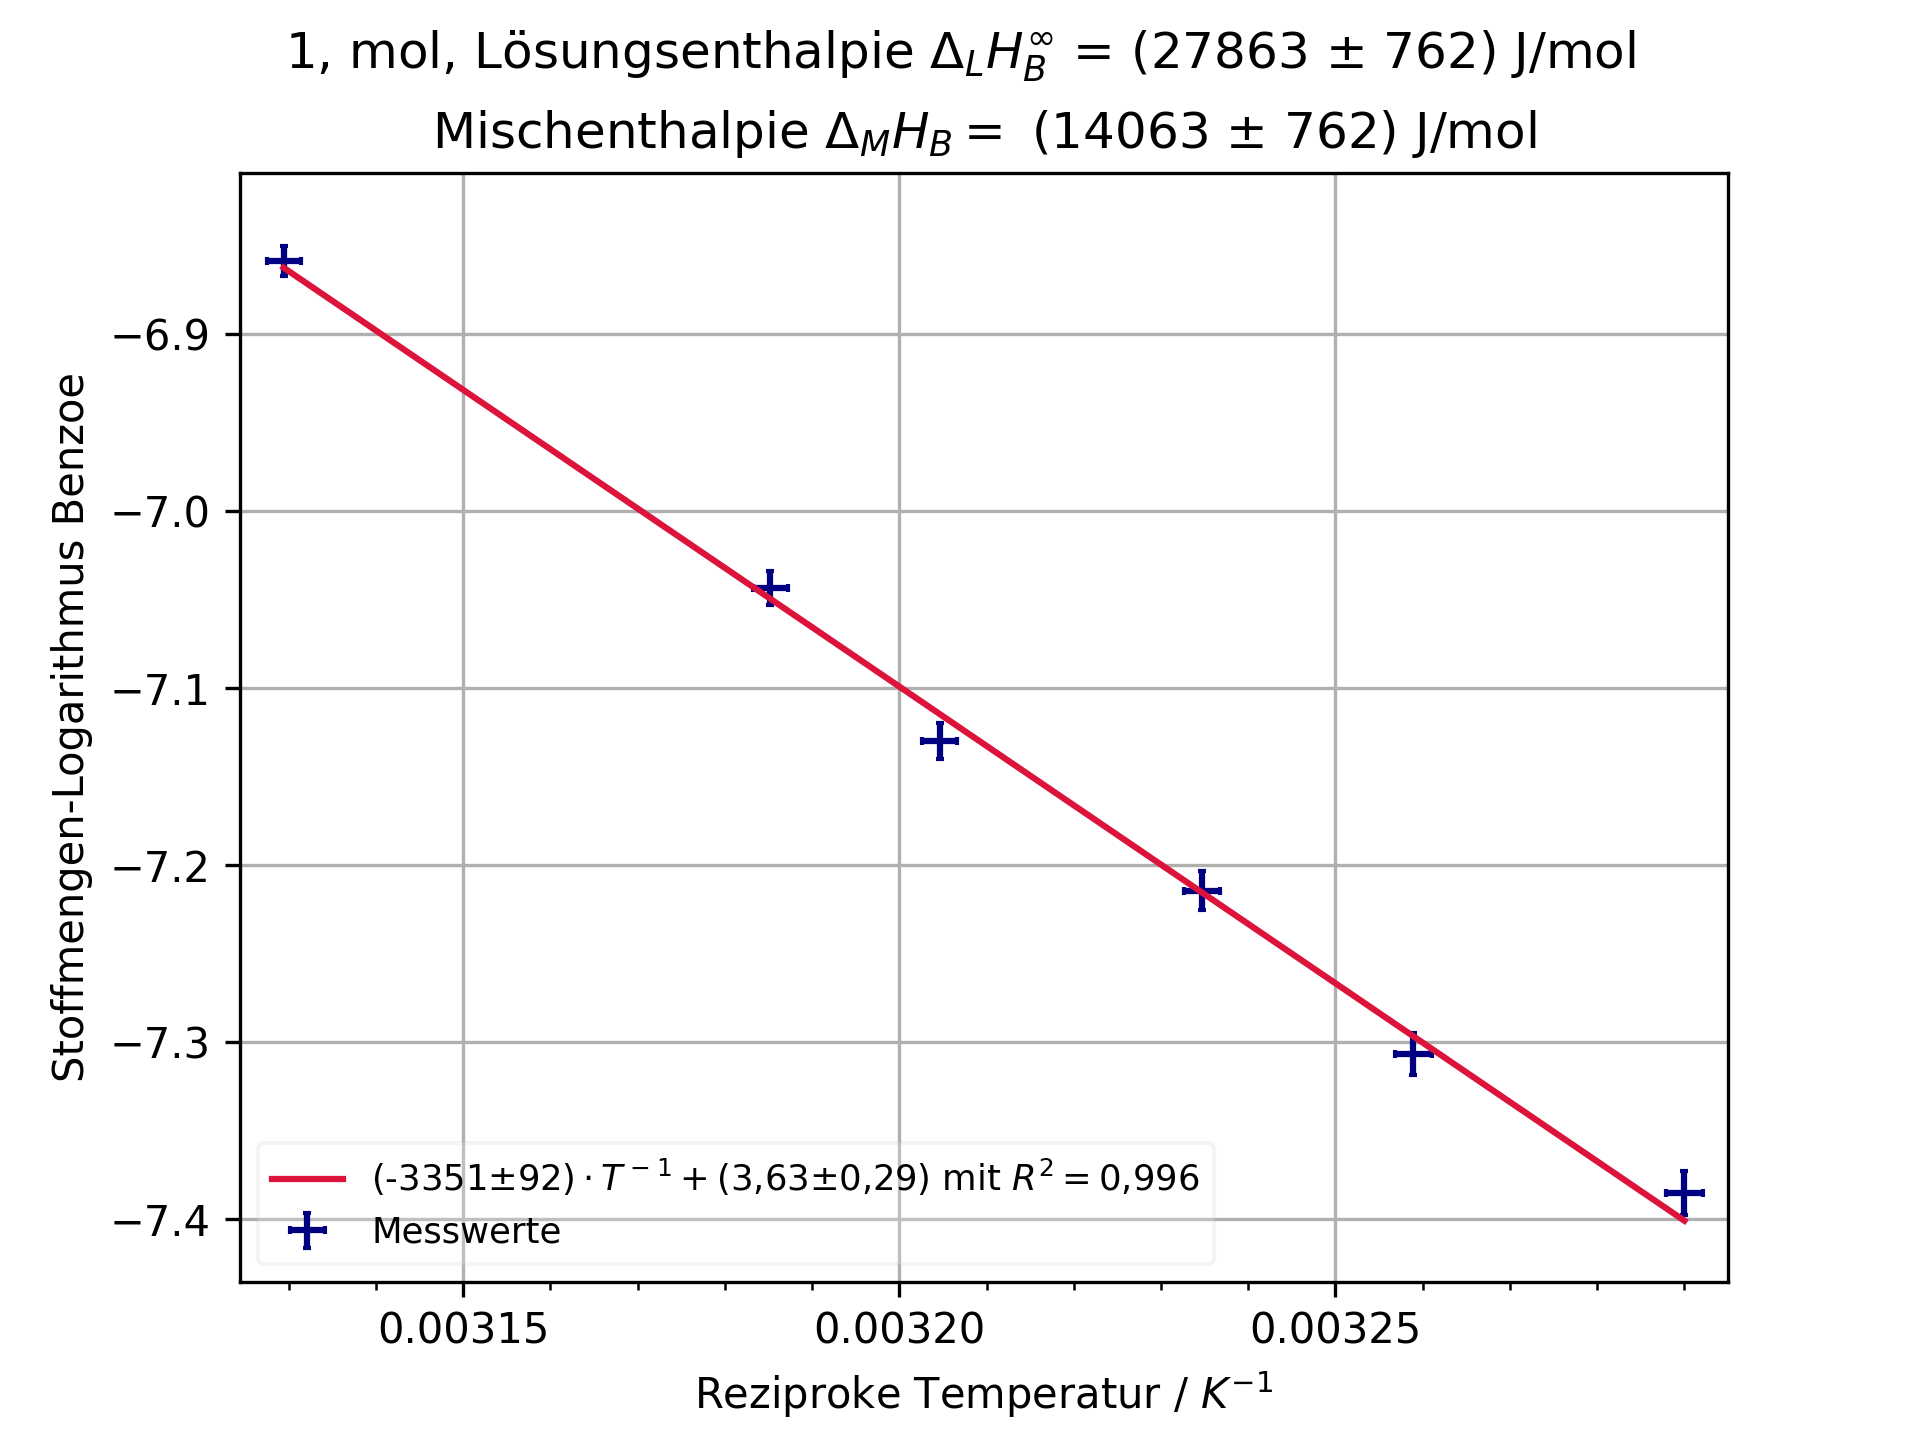 1, mol, Lösungsenthalpie Δ_L H_B^∞ = (27863 ± 762) J/mol
Mischenthalpie Δ_M H_B = (14063 ± 762) J/mol
Stoffmengen-Logarithmus Benzoe
−6.9
−7.0
−7.1
−7.2
−7.3
−7.4
(-3351±92) · T^−1 + (3,63±0,29) mit R^2 = 0,996
Messwerte
0.00315 0.00320 0.00325
Reziproke Temperatur / K^−1